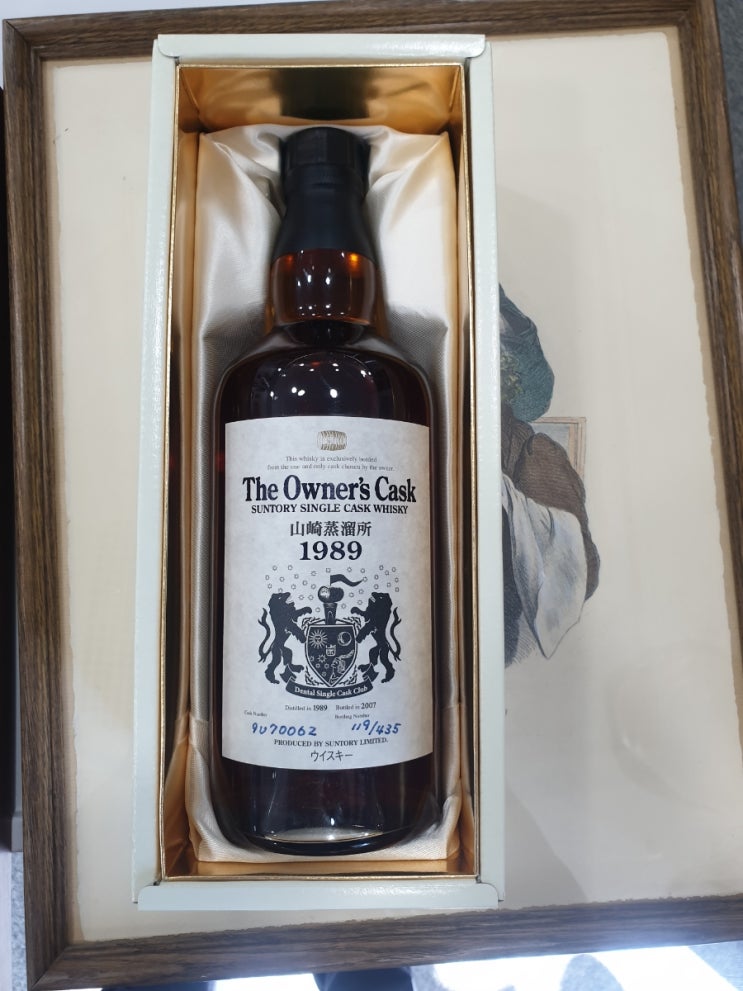 This whisky is exclusively bottled
from the one and only cask chosen by the owner.
The Owner's Cask
SUNTORY SINGLE CASK WHISKY
山崎蒸溜所
1989
Dental Single Cask Club
Distilled in 1989 Bottled in 2007
Cask Number Bottling Number
9U70062 119/435
PRODUCED BY SUNTORY LIMITED.
ウイスキー